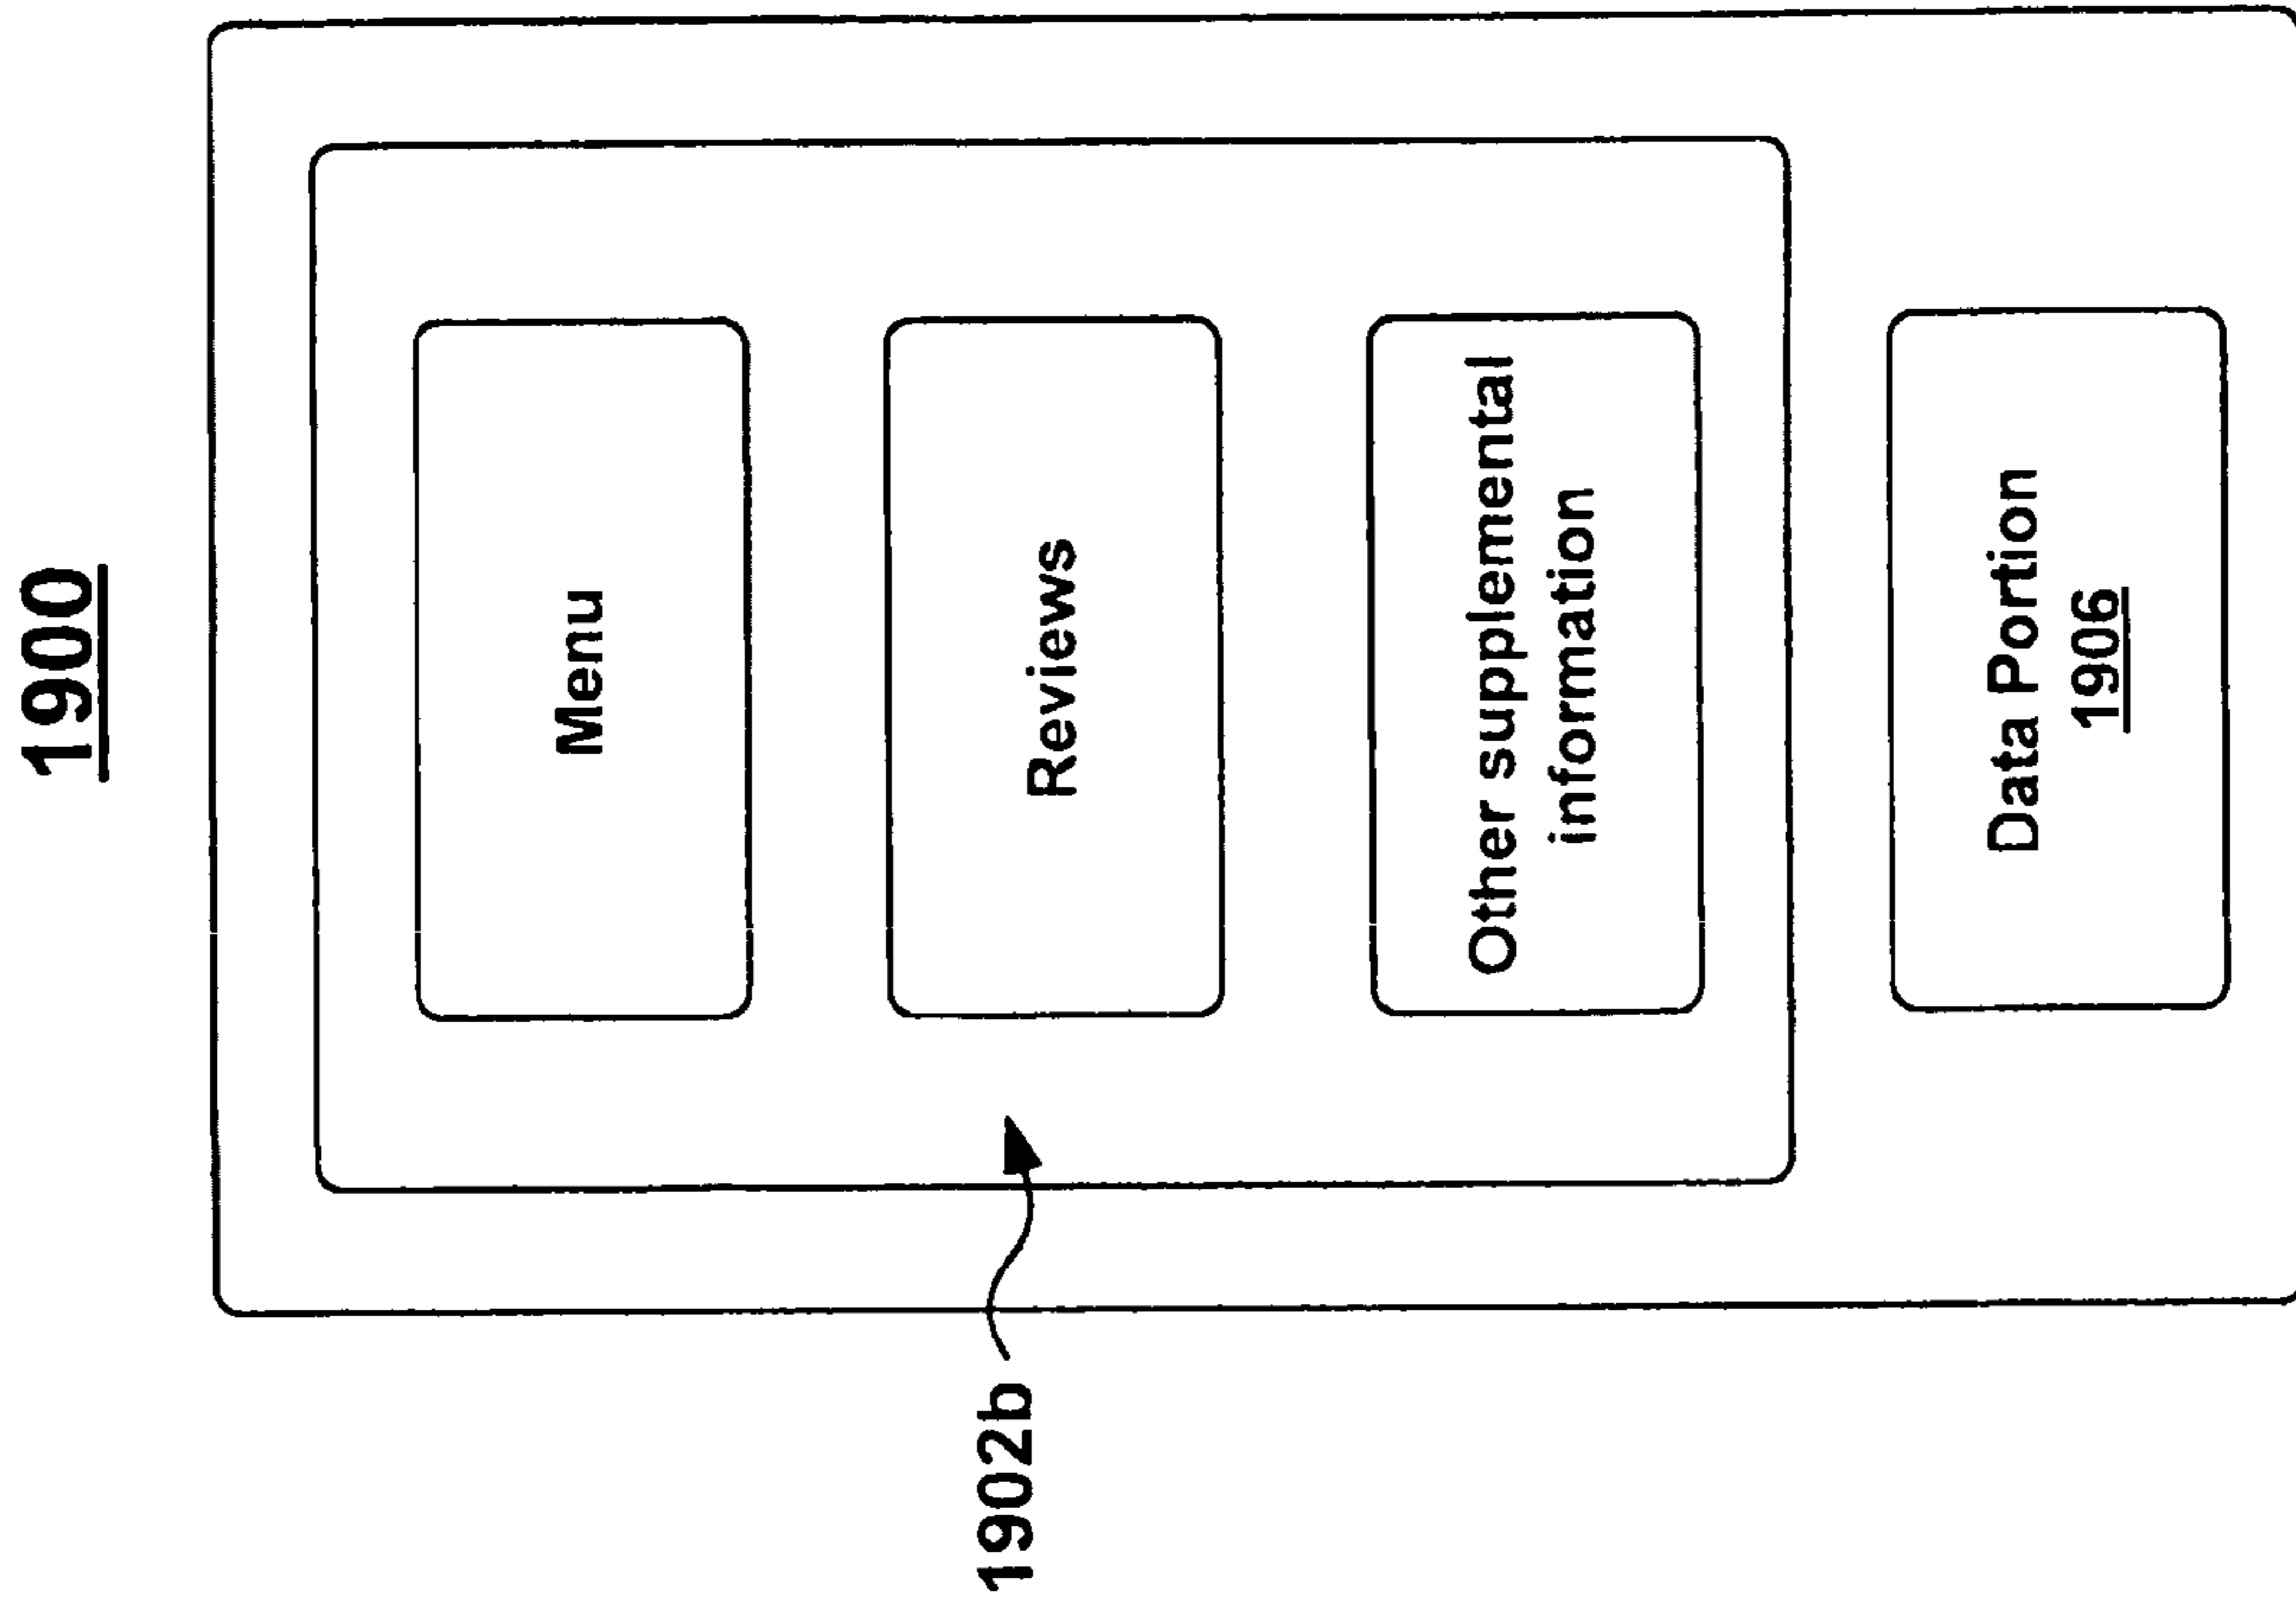 1900
1902b
Menu
Reviews
Other supplemental
information
Data Portion
1906